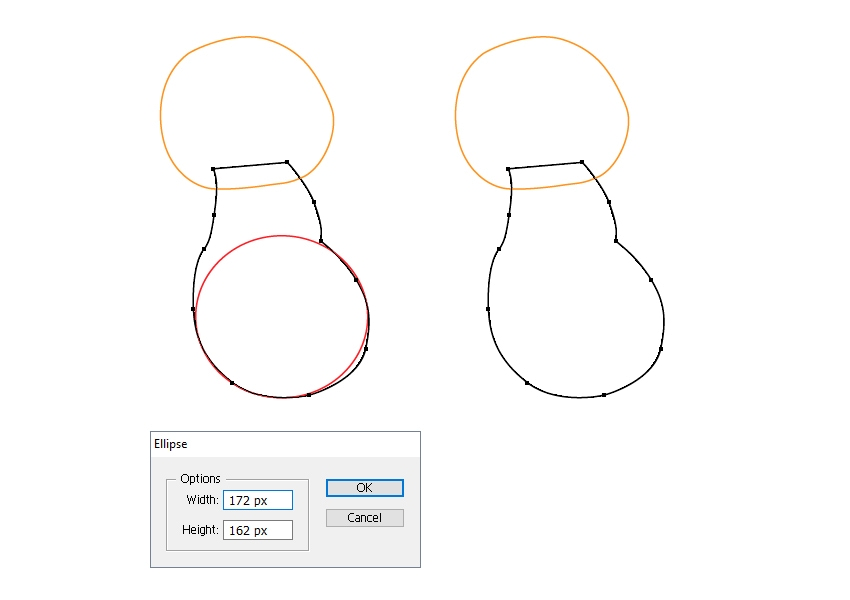 Ellipse
Options
Width: 172 px
Height: 162 px
OK
Cancel